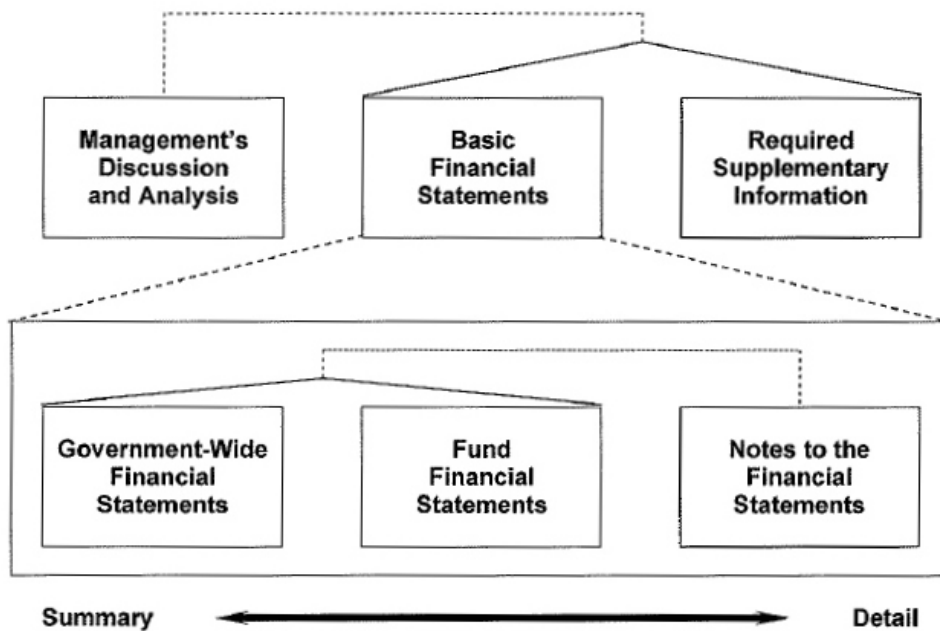 Management's
Discussion
and Analysis
Basic
Financial
Statements
Required
Supplementary
Information
Government-Wide
Financial
Statements
Fund
Financial
Statements
Notes to the
Financial
Statements
Summary
Detail